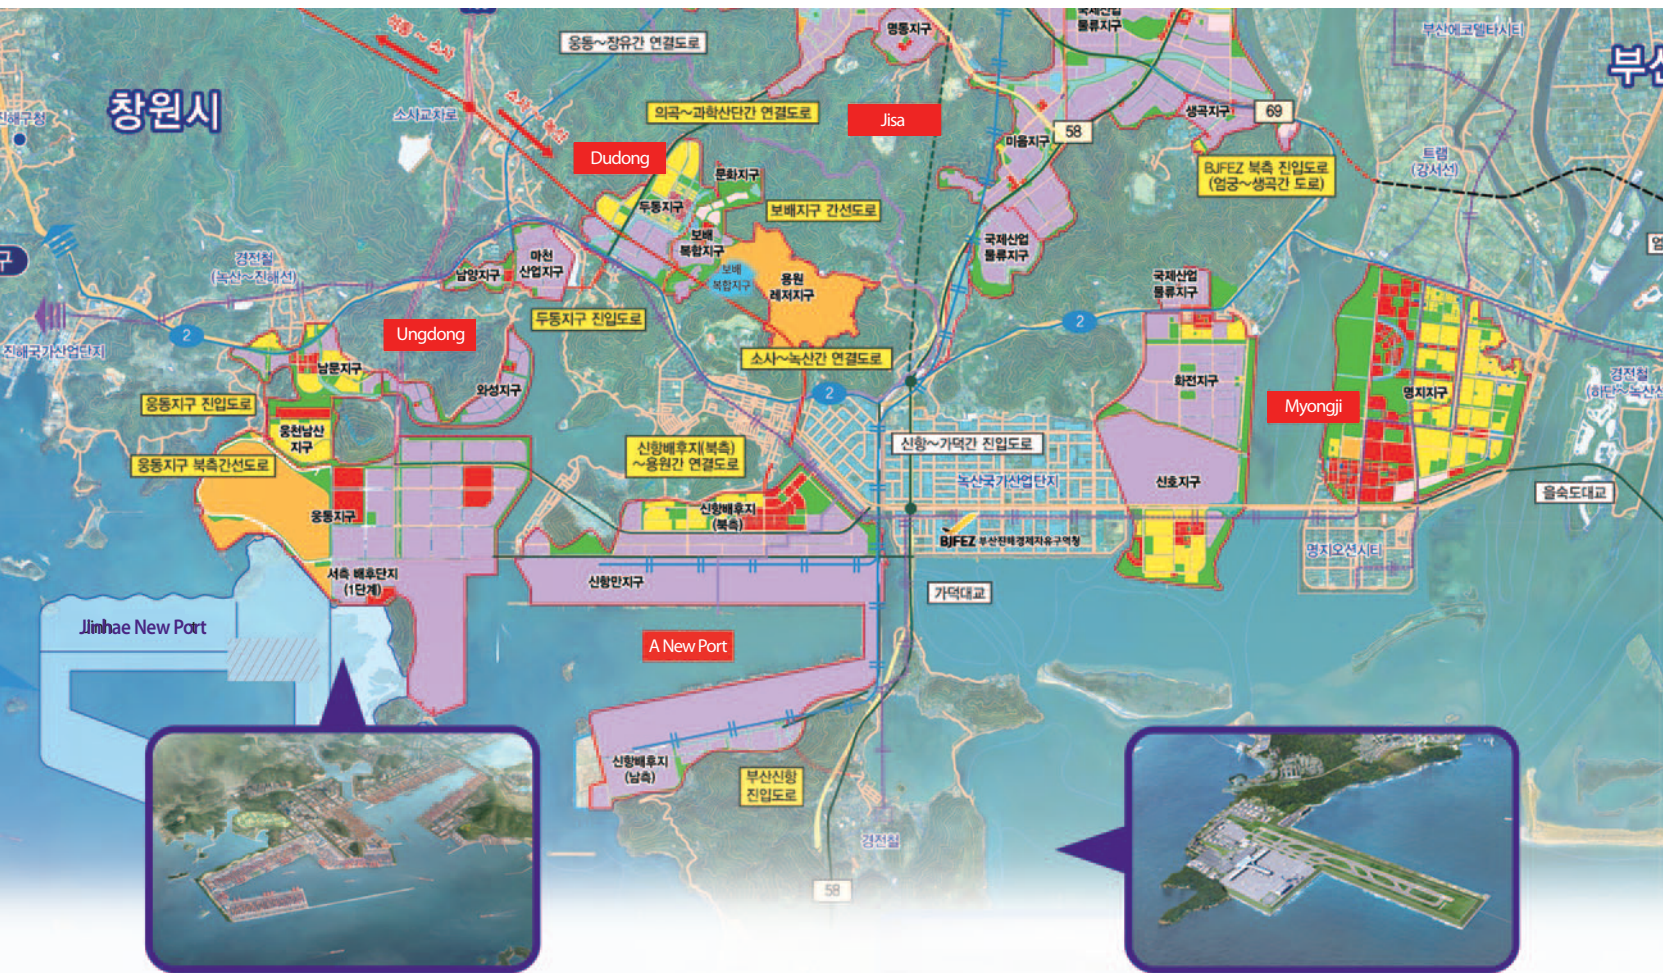 명동지구
국제산업
물류지구
부산에코델타시티
웅동~장유간 연결도로
창원시
진해구청
소사교차로
의곡~과학산단간 연결도로
Jisa
58
69
생곡지구
미음지구
Dudong
문화지구
BJFEZ 북측 진입도로
(엄궁~생곡간 도로)
트램
(강서선)
두동지구
보배지구 간선도로
보배
복합지구
국제산업
물류지구
마천
산업지구
남양지구
경전철
(녹산~진해선)
보배
복합지구
용원
레저지구
국제산업
물류지구
두동지구 진입도로
Ungdong
2
2
진해국가산업단지
소사~녹산간 연결도로
남문지구
와성지구
2
화전지구
Myongji
명지지구
경전철
웅동지구 진입도로
웅천남산
지구
신항배후지(북측)
~용원간 연결도로
신항~가덕간 진입도로
웅동지구 북측간선도로
녹산국가산업단지
신호지구
을숙도대교
웅동지구
신항배후지
(북측)
BJFEZ 부산진해경제자유구역청
명지오션시티
서측 배후단지
(1단계)
신항만지구
가덕대교
Jinhae New Port
A New Port
신항배후지
(남측)
부산신항
진입도로
경전철
58